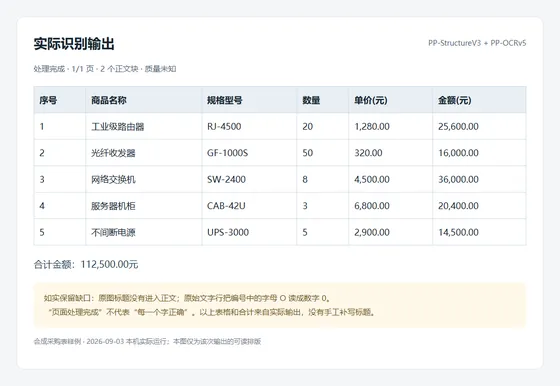 实际识别输出
PP-StructureV3 + PP-OCRv5
处理完成 · 1/1 页 · 2 个正文块 · 质量未知
序号 商品名称 规格型号 数量 单价(元) 金额(元)
1 工业级路由器 RJ-4500 20 1,280.00 25,600.00
2 光纤收发器 GF-1000S 50 320.00 16,000.00
3 网络交换机 SW-2400 8 4,500.00 36,000.00
4 服务器机柜 CAB-42U 3 6,800.00 20,400.00
5 不间断电源 UPS-3000 5 2,900.00 14,500.00
合计金额：112,500.00元
如实保留缺口：原图标题没有进入正文；原始文字行把编号中的字母 O 读成数字 0。
“页面处理完成”不代表“每一个字正确”。以上表格和合计来自实际输出，没有手工补写标题。
合成采购表样例 · 2026-09-03 本机实际运行；本图仅为该次输出的可读排版